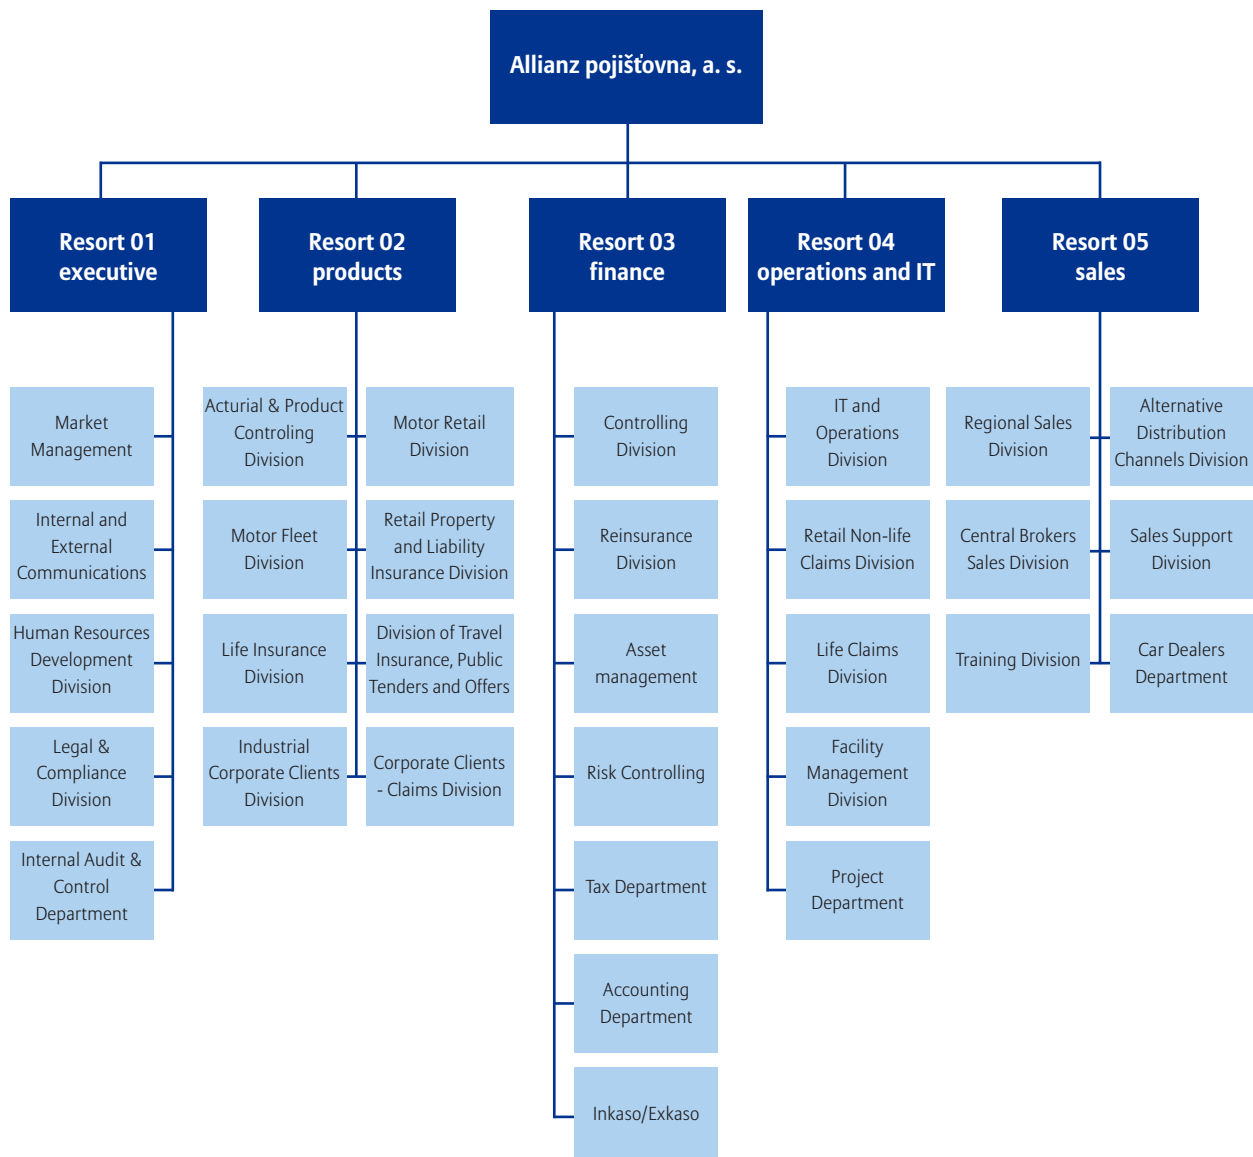 Allianz pojišťovna, a. s.
Resort 01
executive
Resort 02
products
Resort 03
finance
Resort 04
operations and IT
Resort 05
sales
Market
Management
Internal and
External
Communications
Human Resources
Development
Division
Legal &
Compliance
Division
Internal Audit &
Control
Department
Acturial & Product
Controling
Division
Motor Retail
Division
Motor Fleet
Division
Retail Property
and Liability
Insurance Division
Life Insurance
Division
Division of Travel
Insurance, Public
Tenders and Offers
Industrial
Corporate Clients
Division
Corporate Clients
- Claims Division
Controlling
Division
Reinsurance
Division
Asset
management
Risk Controlling
Tax Department
Accounting
Department
Inkaso/Exkaso
IT and
Operations
Division
Retail Non-life
Claims Division
Life Claims
Division
Facility
Management
Division
Project
Department
Regional Sales
Division
Alternative
Distribution
Channels Division
Central Brokers
Sales Division
Sales Support
Division
Training Division
Car Dealers
Department